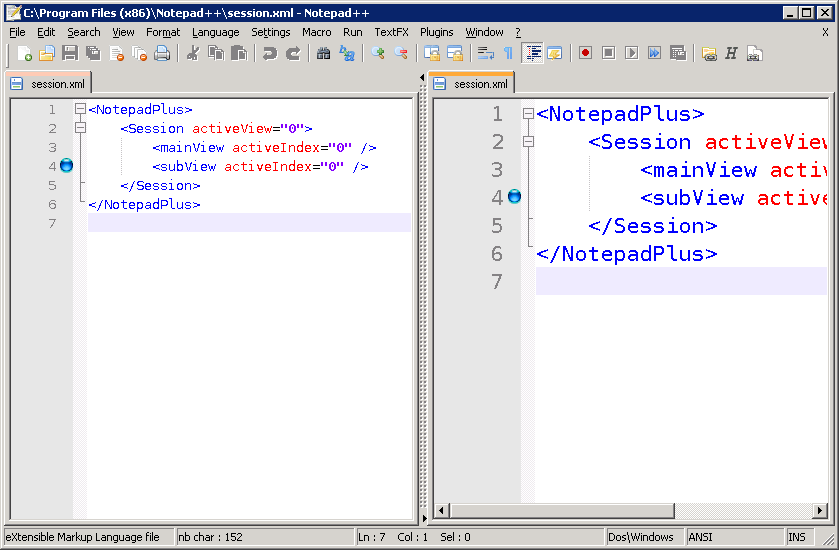 C:\Program Files (x86)\Notepad++\session.xml - Notepad++
File Edit Search View Format Language Settings Macro Run TextFX Plugins Window ? X
session.xml
1 <NotepadPlus>
2 <Session activeView="0">
3 <mainView activeIndex="0" />
4 <subView activeIndex="0" />
5 </Session>
6 </NotepadPlus>
7
session.xml
1 <NotepadPlus>
2 <Session activeView
3 <mainView activ
4 <subView active
5 </Session>
6 </NotepadPlus>
7
eXtensible Markup Language file nb char : 152 Ln : 7 Col : 1 Sel : 0 Dos\Windows ANSI INS